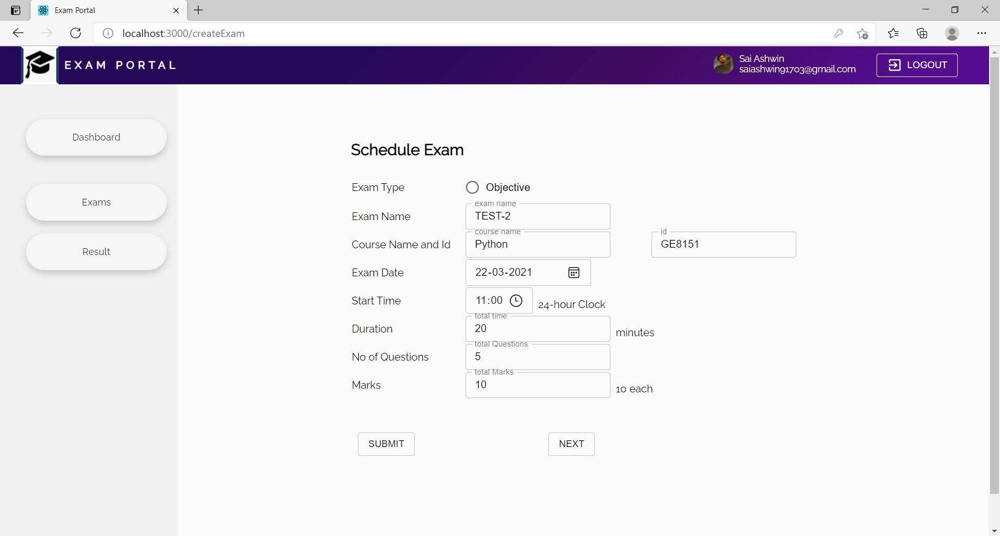 Exam Portal
localhost:3000/createExam
EXAM PORTAL
Sai Ashwin
saiashwin91703@gmail.com
LOGOUT
Dashboard
Exams
Result
Schedule Exam
Exam Type
Objective
Exam Name
exam name
TEST-2
Course Name and Id
course name
Python
id
GE8151
Exam Date
22-03-2021
Start Time
11:00
24-hour Clock
Duration
total time
20
minutes
No of Questions
total Questions
5
Marks
total Marks
10
10 each
SUBMIT
NEXT